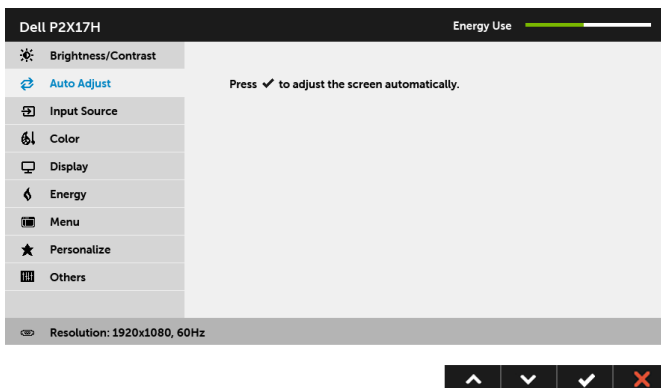 Dell P2X17H
Energy Use
Brightness/Contrast
Auto Adjust
Press ✓ to adjust the screen automatically.
Input Source
Color
Display
Energy
Menu
Personalize
Others
Resolution: 1920x1080, 60Hz